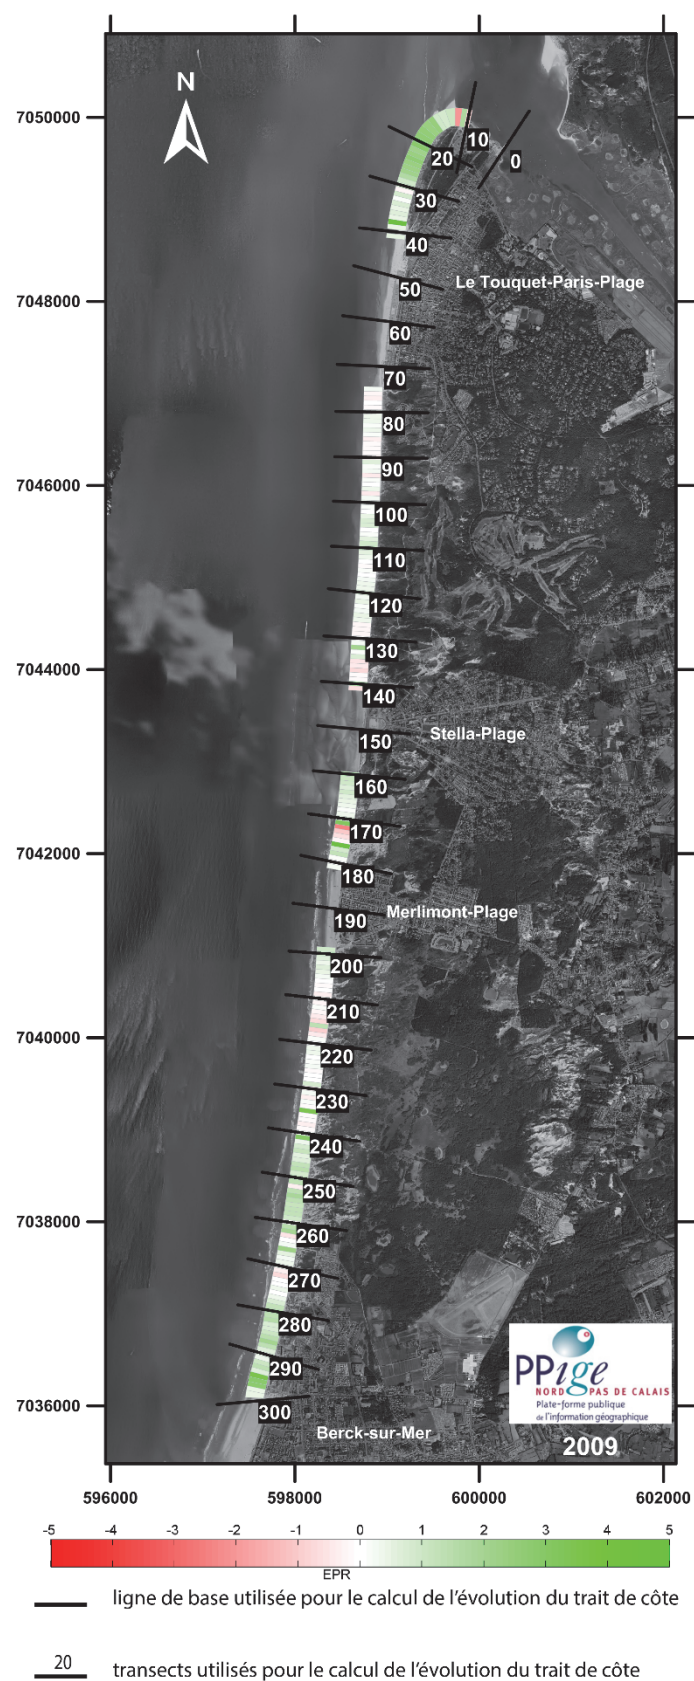 N
7050000
10
20
0
30
40
7048000
Le Touquet-Paris-Plage
50
60
70
80
7046000
90
100
110
120
7044000
130
140
Stella-Plage
150
160
7042000
170
180
Merlimont-Plage
190
200
7040000
210
220
230
240
7038000
250
260
270
280
290
7036000
300
PPige
NORD PAS DE CALAIS
Plate-forme publique
de l'information géographique
Berck-sur-Mer
2009
596000 598000 600000 602000
-5 -4 -3 -2 -1 0 1 2 3 4 5
EPR
ligne de base utilisée pour le calcul de l'évolution du trait de côte
20 transects utilisés pour le calcul de l'évolution du trait de côte